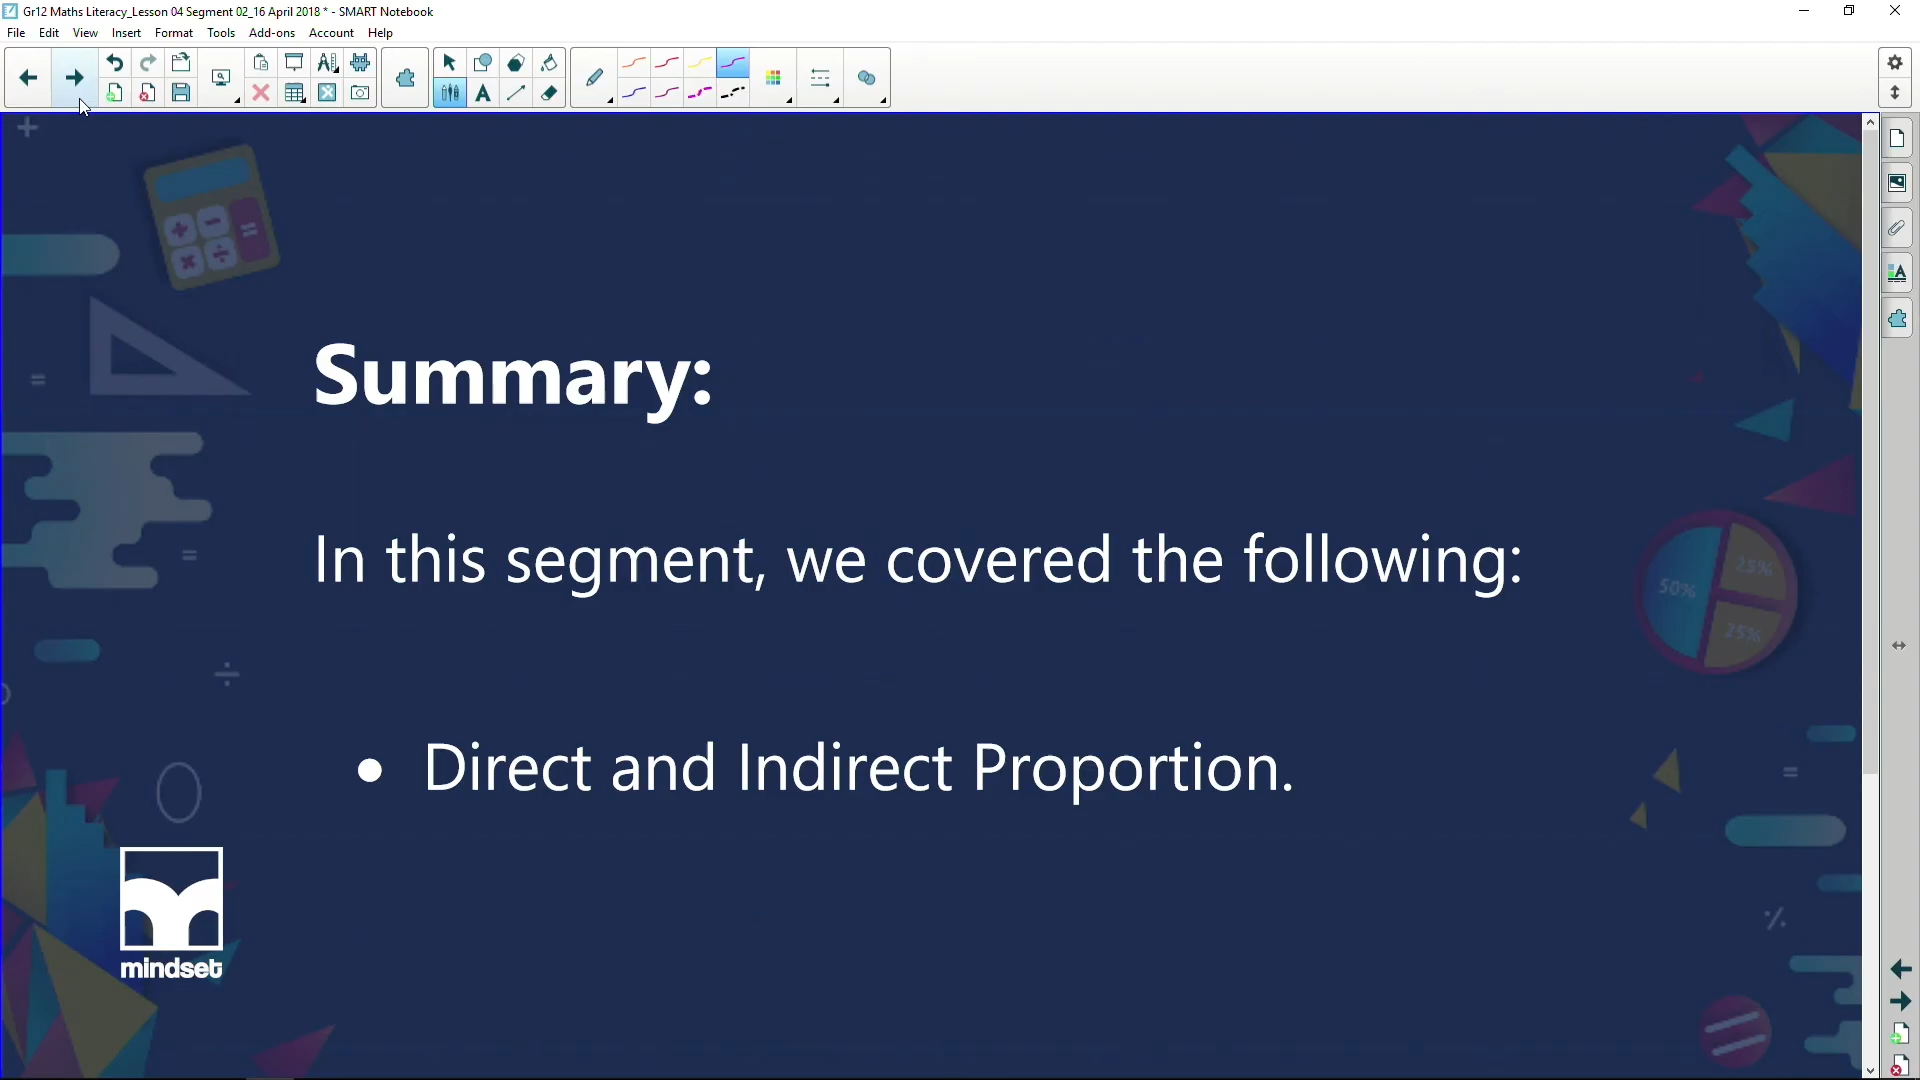 Gr12 Maths Literacy_Lesson 04 Segment 02_16 April 2018 * - SMART Notebook
File Edit View Insert Format Tools Add-ons Account Help
Summary:
In this segment, we covered the following:
50%
25%
25%
• Direct and Indirect Proportion.
mindset